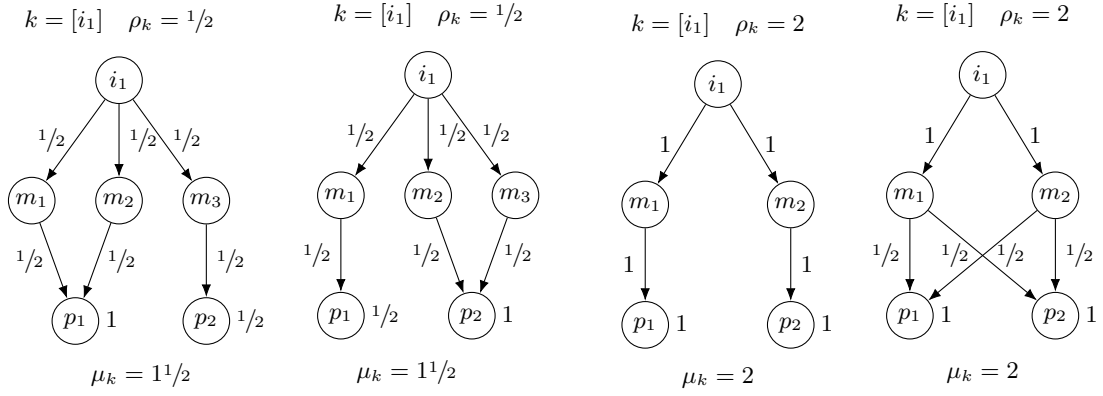 k = [i₁] ρₖ = 1/2
k = [i₁] ρₖ = 1/2
k = [i₁] ρₖ = 2
k = [i₁] ρₖ = 2
i₁
i₁
i₁
i₁
1/2 1/2 1/2
1/2 1/2 1/2
1 1
1 1
m₁ m₂ m₃
m₁ m₂ m₃
m₁ m₂
m₁ m₂
1/2 1/2 1/2
1/2 1/2 1/2
1 1
1/2 1/2 1/2 1/2
p₁ 1 p₂ 1/2
p₁ 1/2 p₂ 1
p₁ 1 p₂ 1
p₁ 1 p₂ 1
μₖ = 1 1/2
μₖ = 1 1/2
μₖ = 2
μₖ = 2